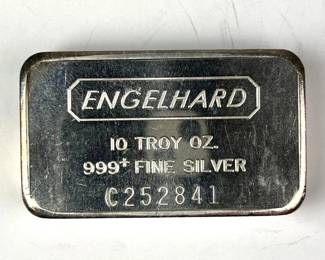 ENGELHARD
10 TROY OZ.
999+ FINE SILVER
C252841